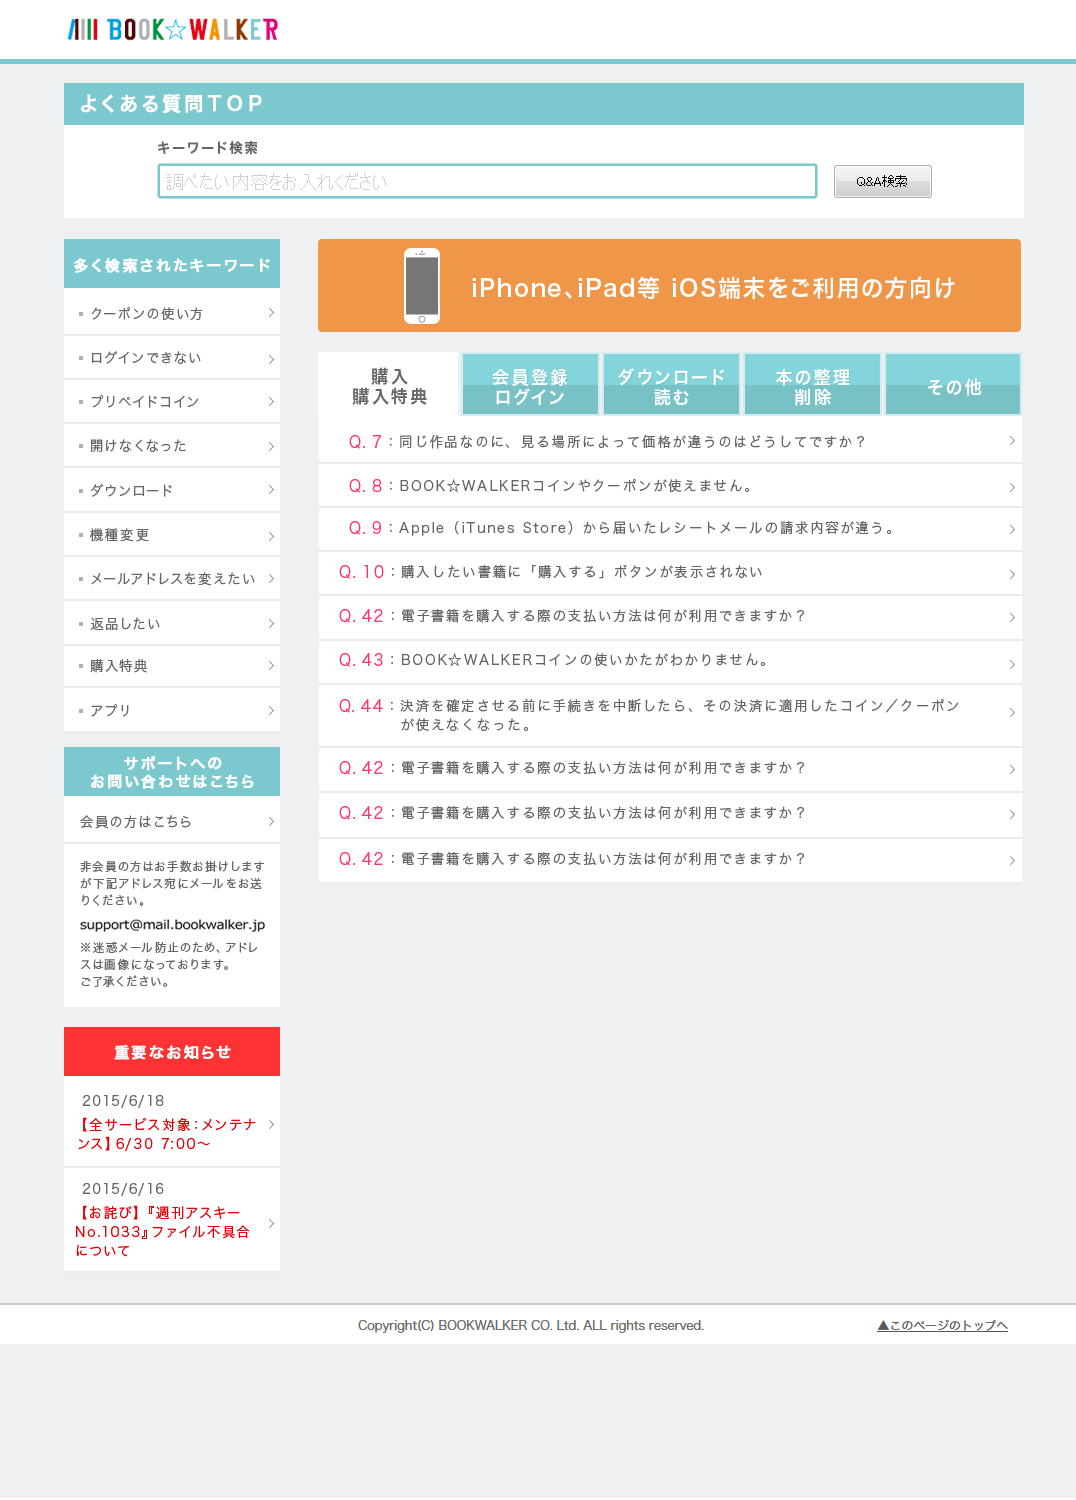 BOOK☆WALKER
よくある質問TOP
キーワード検索
調べたい内容をお入れください
Q&A検索
多く検索されたキーワード
クーポンの使い方
ログインできない
プリペイドコイン
開けなくなった
ダウンロード
機種変更
メールアドレスを変えたい
返品したい
購入特典
アプリ
サポートへの
お問い合わせはこちら
会員の方はこちら
非会員の方はお手数お掛けします
が下記アドレス宛にメールをお送
りください。
support@mail.bookwalker.jp
※迷惑メール防止のため、アドレ
スは画像になっております。
ご了承ください。
重要なお知らせ
2015/6/18
【全サービス対象：メンテナ
ンス】6/30 7:00～
2015/6/16
【お詫び】『週刊アスキー
No.1033』ファイル不具合
について
iPhone、iPad等 iOS端末をご利用の方向け
購入
購入特典
会員登録
ログイン
ダウンロード
読む
本の整理
削除
その他
Q. 7：同じ作品なのに、見る場所によって価格が違うのはどうしてですか？
Q. 8：BOOK☆WALKERコインやクーポンが使えません。
Q. 9：Apple（iTunes Store）から届いたレシートメールの請求内容が違う。
Q. 10：購入したい書籍に「購入する」ボタンが表示されない
Q. 42：電子書籍を購入する際の支払い方法は何が利用できますか？
Q. 43：BOOK☆WALKERコインの使いかたがわかりません。
Q. 44：決済を確定させる前に手続きを中断したら、その決済に適用したコイン／クーポン
が使えなくなった。
Q. 42：電子書籍を購入する際の支払い方法は何が利用できますか？
Q. 42：電子書籍を購入する際の支払い方法は何が利用できますか？
Q. 42：電子書籍を購入する際の支払い方法は何が利用できますか？
Copyright(C) BOOKWALKER CO. Ltd. ALL rights reserved.
▲このページのトップへ